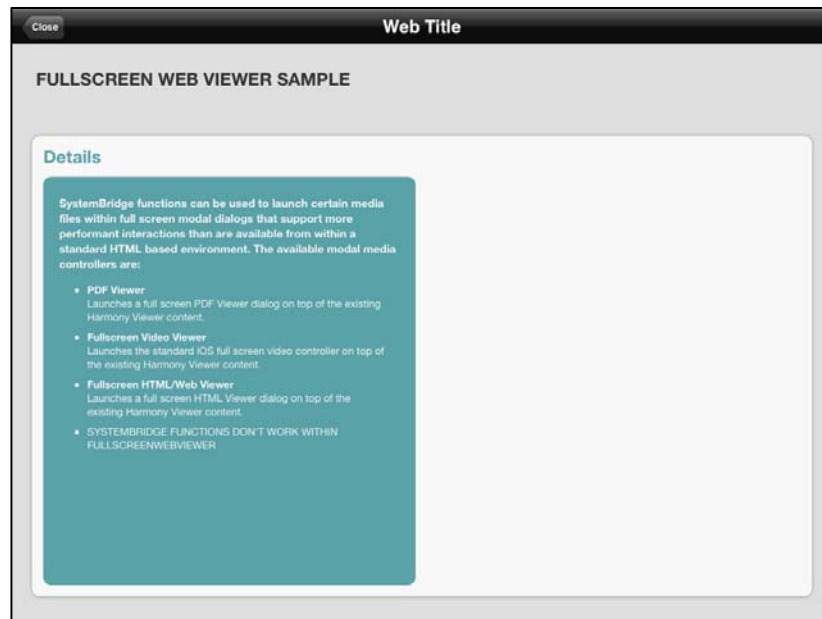 Close
Web Title
FULLSCREEN WEB VIEWER SAMPLE
Details
SystemBridge functions can be used to launch certain media
files within full screen modal dialogs that support more
performant interactions than are available from within a
standard HTML based environment. The available modal media
controllers are:
• PDF Viewer
Launches a full screen PDF Viewer dialog on top of the existing
Harmony Viewer content.
• Fullscreen Video Viewer
Launches the standard iOS full screen video controller on top of
the existing Harmony Viewer content.
• Fullscreen HTML/Web Viewer
Launches a full screen HTML Viewer dialog on top of the
existing Harmony Viewer content.
• SYSTEMBRIDGE FUNCTIONS DON'T WORK WITHIN
FULLSCREENWEBVIEWER